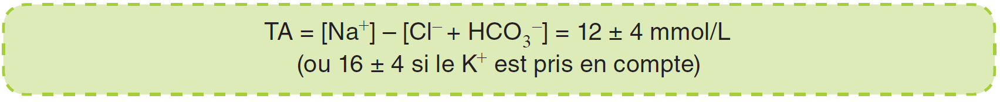 TA = [Na⁺] – [Cl⁻ + HCO₃⁻] = 12 ± 4 mmol/L
(ou 16 ± 4 si le K⁺ est pris en compte)